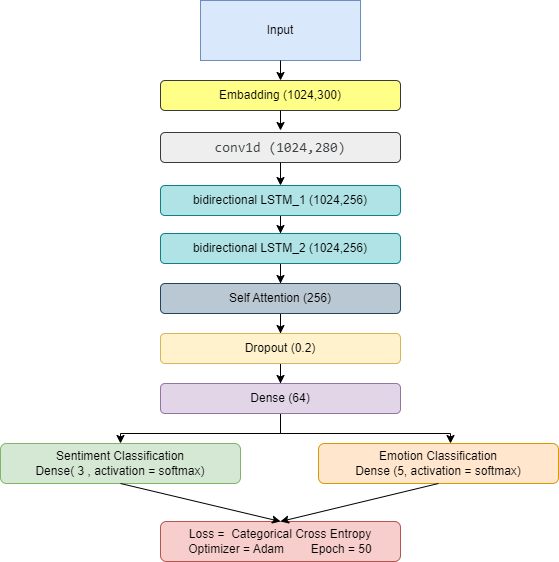 Input
Embadding (1024,300)
conv1d (1024,280)
bidirectional LSTM_1 (1024,256)
bidirectional LSTM_2 (1024,256)
Self Attention (256)
Dropout (0.2)
Dense (64)
Sentiment Classification
Dense( 3 , activation = softmax)
Emotion Classification
Dense (5, activation = softmax)
Loss = Categorical Cross Entropy
Optimizer = Adam Epoch = 50